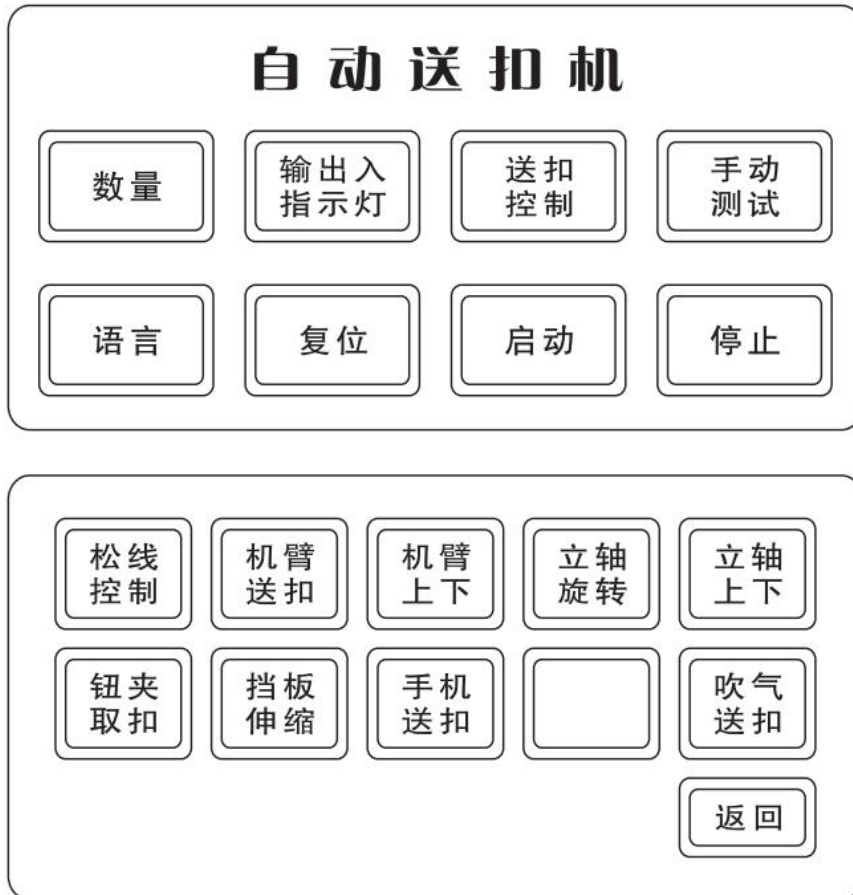 自动送扣机
数量
输出入
指示灯
送扣
控制
手动
测试
语言
复位
启动
停止
松线
控制
机臂
送扣
机臂
上下
立轴
旋转
立轴
上下
钮夹
取扣
挡板
伸缩
手机
送扣
吹气
送扣
返回